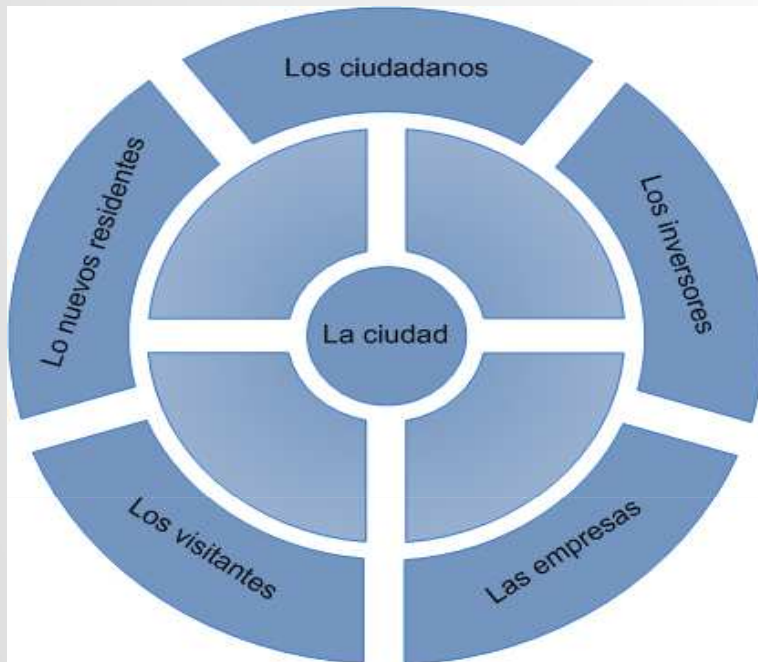 Los ciudadanos
Los inversores
Las empresas
Los visitantes
Lo nuevos residentes
La ciudad